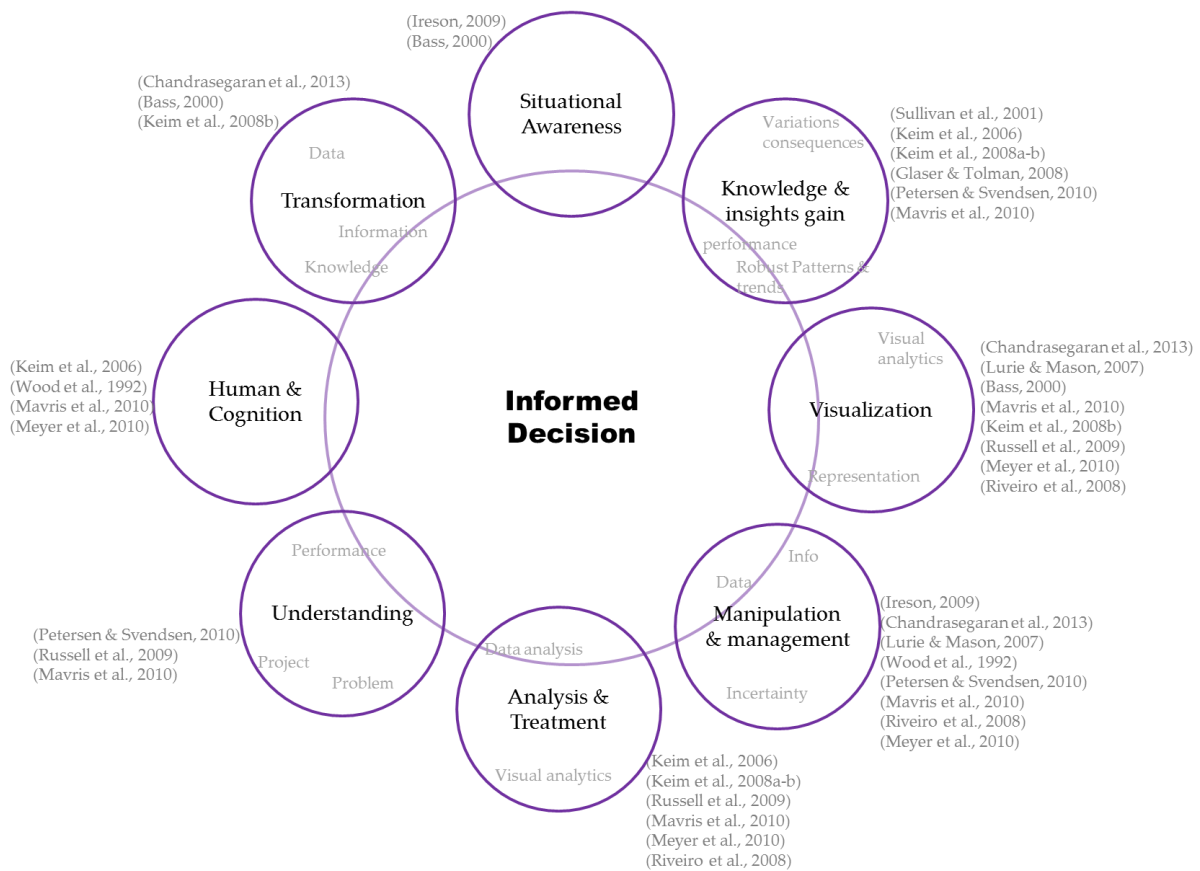 (Ireson, 2009)
(Bass, 2000)
Situational
Awareness
(Chandrasegaran et al., 2013)
(Bass, 2000)
(Keim et al., 2008b)
Data
Transformation
Information
Knowledge
Variations
consequences
Knowledge &
insights gain
performance
Robust Patterns &
trends
(Sullivan et al., 2001)
(Keim et al., 2006)
(Keim et al., 2008a-b)
(Glaser & Tolman, 2008)
(Petersen & Svendsen, 2010)
(Mavris et al., 2010)
(Keim et al., 2006)
(Wood et al., 1992)
(Mavris et al., 2010)
(Meyer et al., 2010)
Human &
Cognition
Informed
Decision
Visual
analytics
Visualization
Representation
(Chandrasegaran et al., 2013)
(Lurie & Mason, 2007)
(Bass, 2000)
(Mavris et al., 2010)
(Keim et al., 2008b)
(Russell et al., 2009)
(Meyer et al., 2010)
(Riveiro et al., 2008)
Performance
Understanding
Project
Problem
(Petersen & Svendsen, 2010)
(Russell et al., 2009)
(Mavris et al., 2010)
Data analysis
Analysis &
Treatment
Visual analytics
(Keim et al., 2006)
(Keim et al., 2008a-b)
(Russell et al., 2009)
(Mavris et al., 2010)
(Meyer et al., 2010)
(Riveiro et al., 2008)
Info
Data
Manipulation
& management
Incertainty
(Ireson, 2009)
(Chandrasegaran et al., 2013)
(Lurie & Mason, 2007)
(Wood et al., 1992)
(Petersen & Svendsen, 2010)
(Mavris et al., 2010)
(Riveiro et al., 2008)
(Meyer et al., 2010)